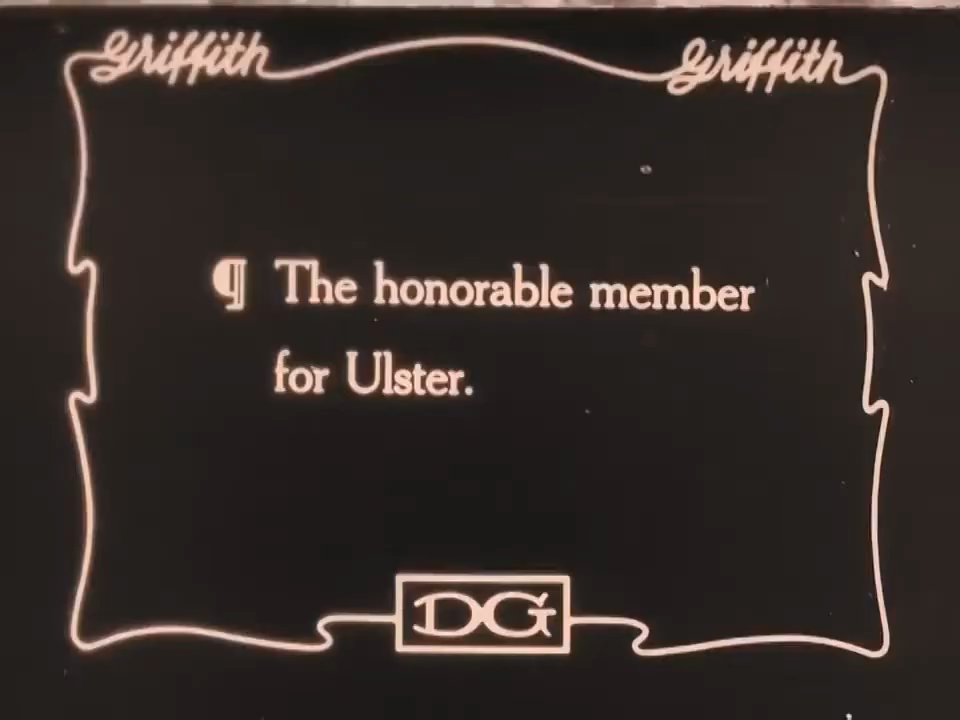 Griffith Griffith
¶ The honorable member
for Ulster.
DG